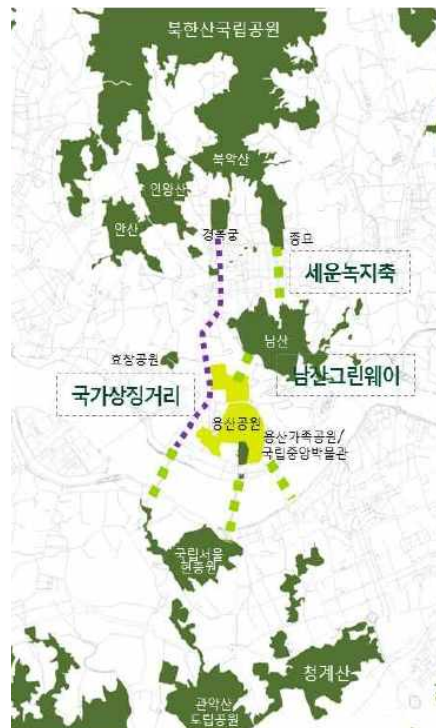 북한산국립공원
북악산
인왕산
안산
경복궁
종묘
세운녹지축
남산
효창공원
남산그린웨이
국가상징거리
용산공원
용산가족공원/
국립중앙박물관
국립서울
현충원
청계산
관악산
도립공원